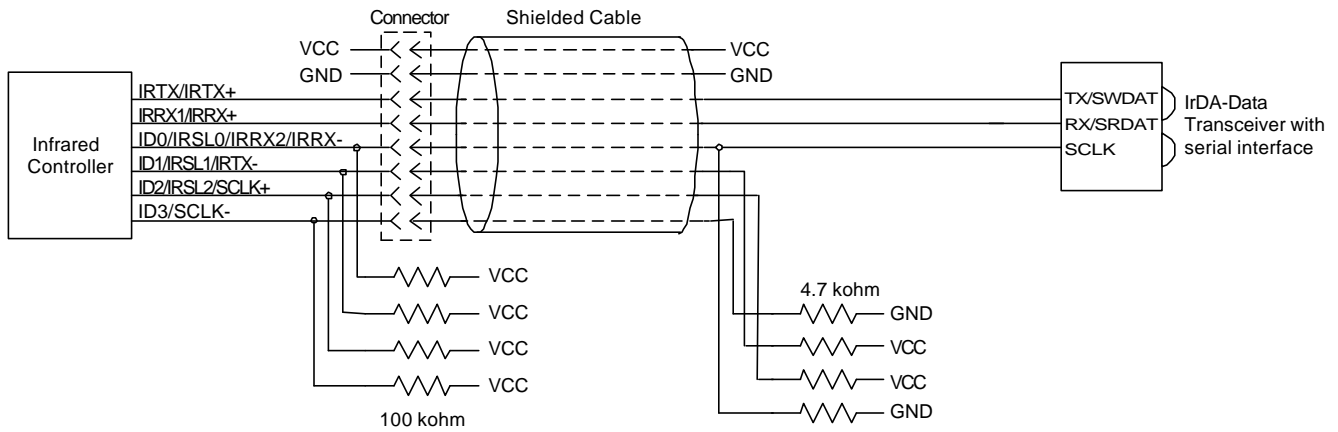 Connector
Shielded Cable
VCC
VCC
GND
GND
IRTX/IRTX+
IRRX1/IRRX+
ID0/IRSL0/IRRX2/IRRX-
ID1/IRSL1/IRTX-
ID2/IRSL2/SCLK+
ID3/SCLK-
Infrared
Controller
TX/SWDAT
RX/SRDAT
SCLK
IrDA-Data
Transceiver with
serial interface
VCC
VCC
VCC
VCC
100 kohm
4.7 kohm
GND
VCC
VCC
GND